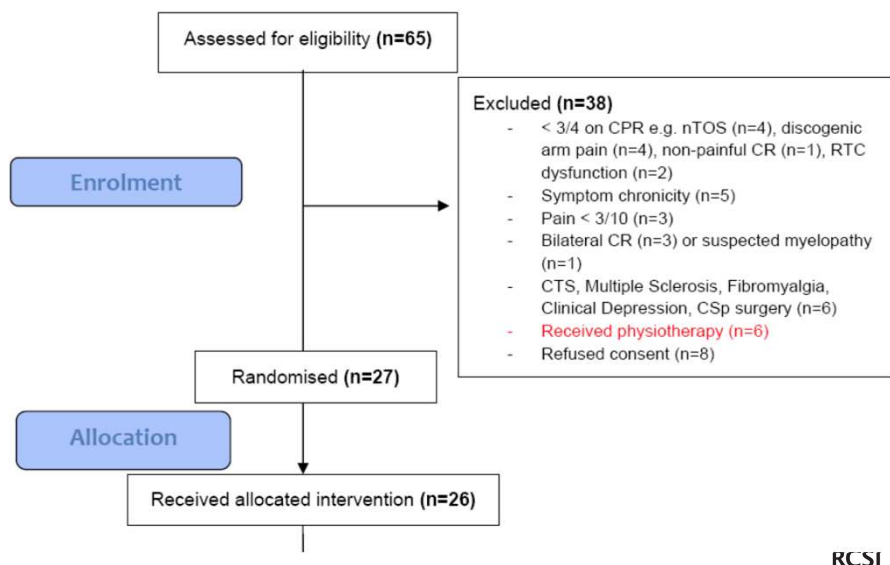 Assessed for eligibility (n=65)
Excluded (n=38)
- < 3/4 on CPR e.g. nTOS (n=4), discogenic
arm pain (n=4), non-painful CR (n=1), RTC
dysfunction (n=2)
- Symptom chronicity (n=5)
- Pain < 3/10 (n=3)
- Bilateral CR (n=3) or suspected myelopathy
(n=1)
- CTS, Multiple Sclerosis, Fibromyalgia,
Clinical Depression, CSp surgery (n=6)
- Received physiotherapy (n=6)
- Refused consent (n=8)
Enrolment
Randomised (n=27)
Allocation
Received allocated intervention (n=26)
RCSI